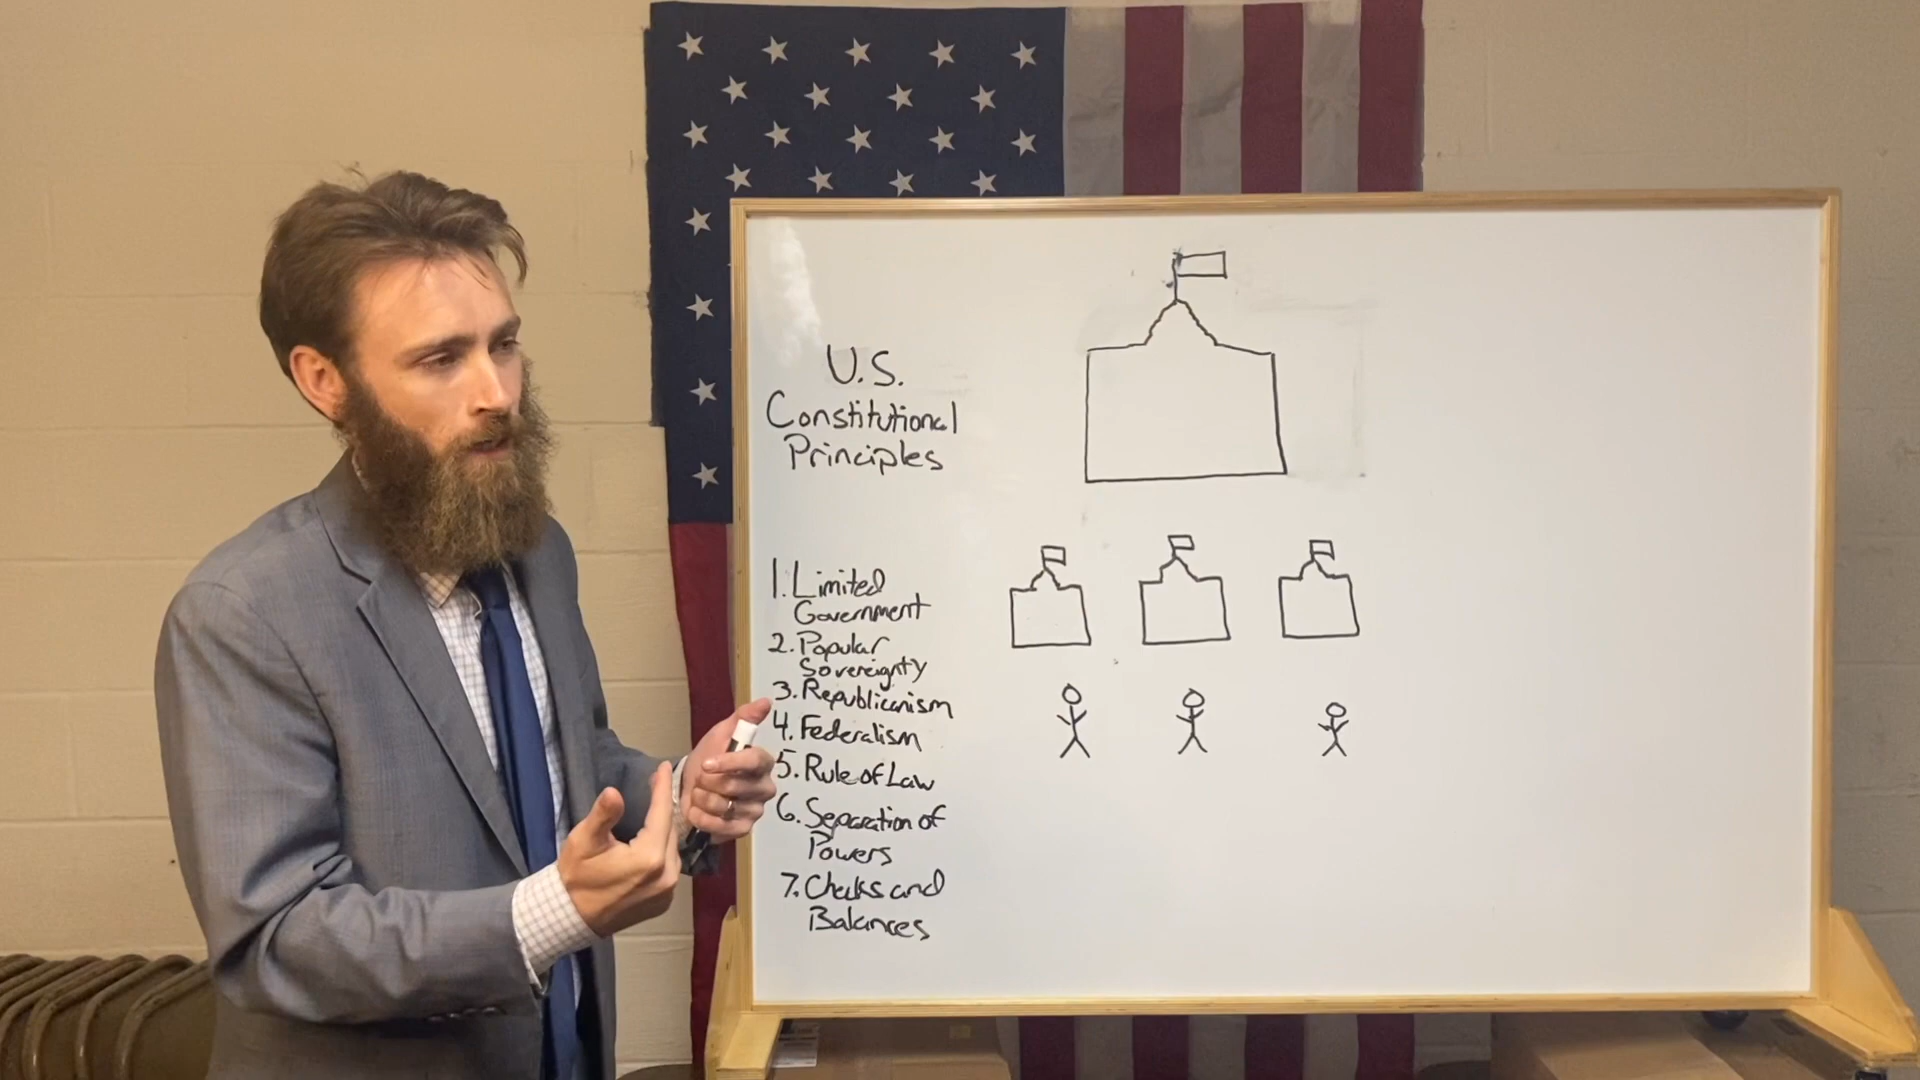 U.S.
Constitutional
Principles
1. Limited
Government
2. Popular
Sovereignty
3. Republicanism
4. Federalism
5. Rule of Law
6. Separation of
Powers
7. Checks and
Balances